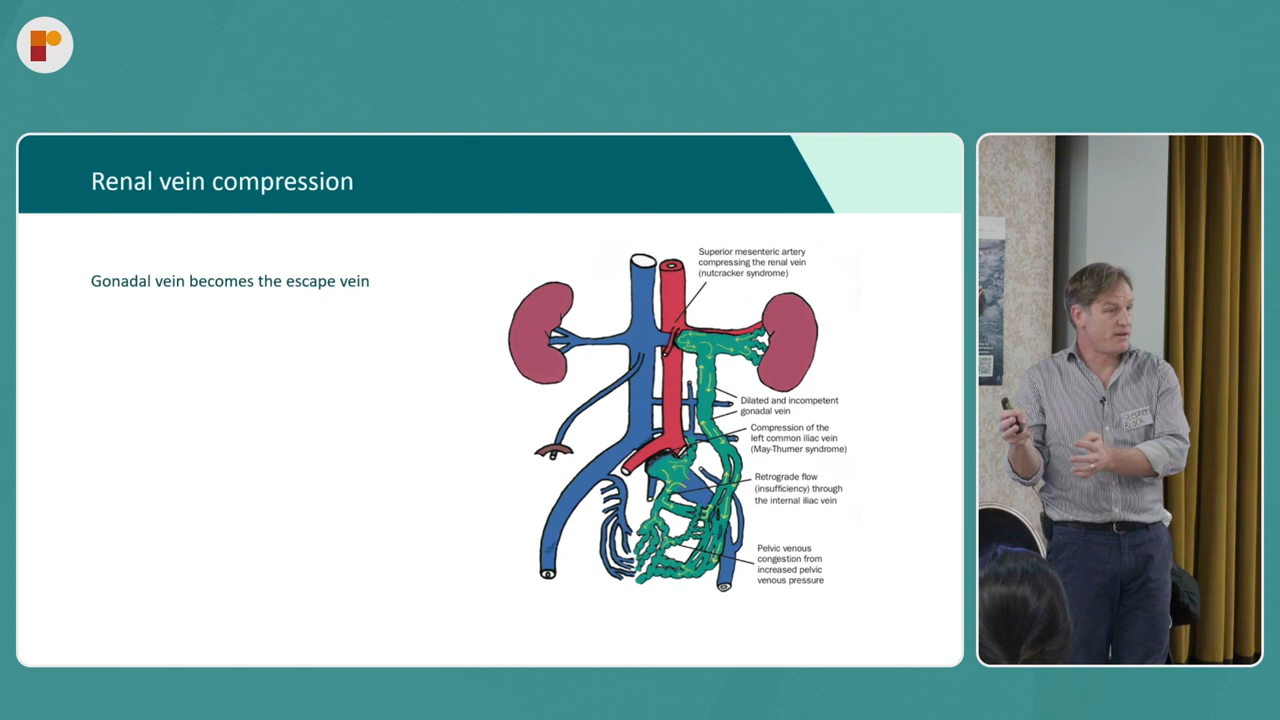 Renal vein compression
Gonadal vein becomes the escape vein
Superior mesenteric artery
compressing the renal vein
(nutcracker syndrome)
Dilated and incompetent
gonadal vein
Compression of the
left common iliac vein
(May-Thurner syndrome)
Retrograde flow
(insufficiency) through
the internal iliac vein
Pelvic venous
congestion from
increased pelvic
venous pressure